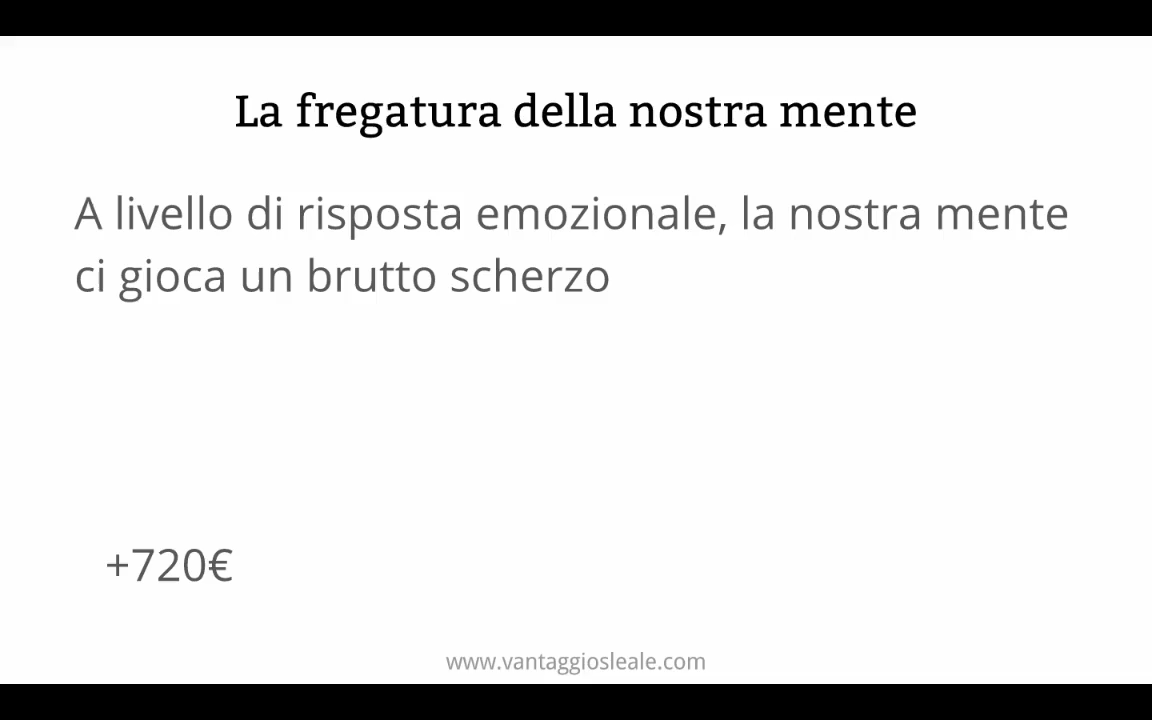 La fregatura della nostra mente
A livello di risposta emozionale, la nostra mente
ci gioca un brutto scherzo
+720€
www.vantaggiosleale.com